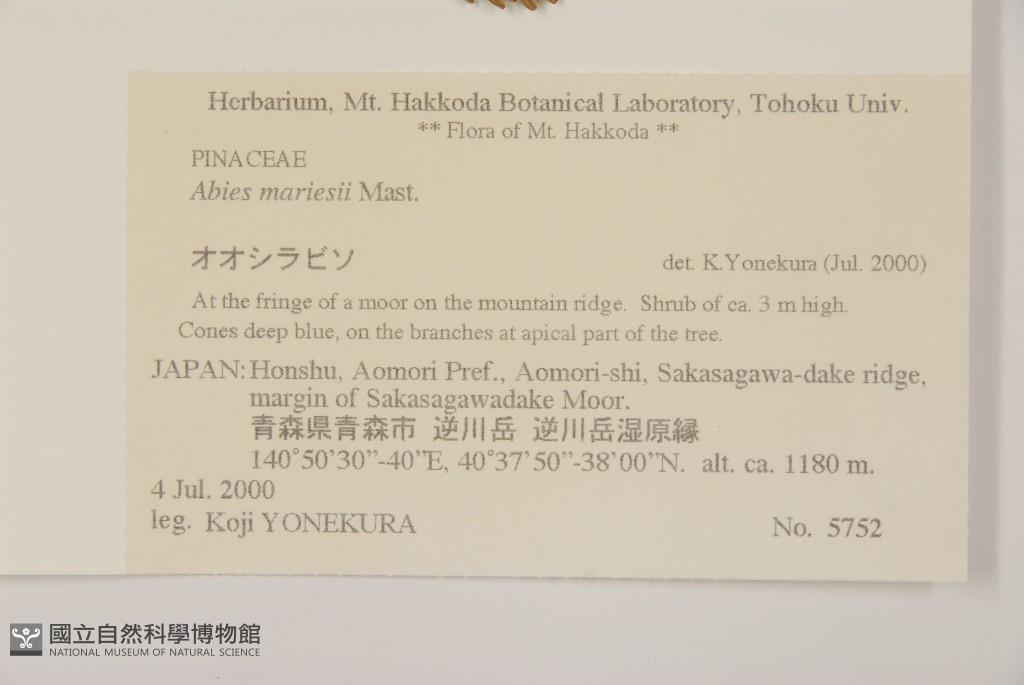 Herbarium, Mt. Hakkoda Botanical Laboratory, Tohoku Univ.
** Flora of Mt. Hakkoda **
PINACEAE
Abies mariesii Mast.
オオシラビソ
det. K.Yonekura (Jul. 2000)
At the fringe of a moor on the mountain ridge. Shrub of ca. 3 m high.
Cones deep blue, on the branches at apical part of the tree.
JAPAN: Honshu, Aomori Pref., Aomori-shi, Sakasagawa-dake ridge,
margin of Sakasagawadake Moor.
青森県青森市 逆川岳 逆川岳湿原縁
140°50'30”-40”E, 40°37'50”-38'00”N. alt. ca. 1180 m.
4 Jul. 2000
leg. Koji YONEKURA
No. 5752
國立自然科學博物館
NATIONAL MUSEUM OF NATURAL SCIENCE